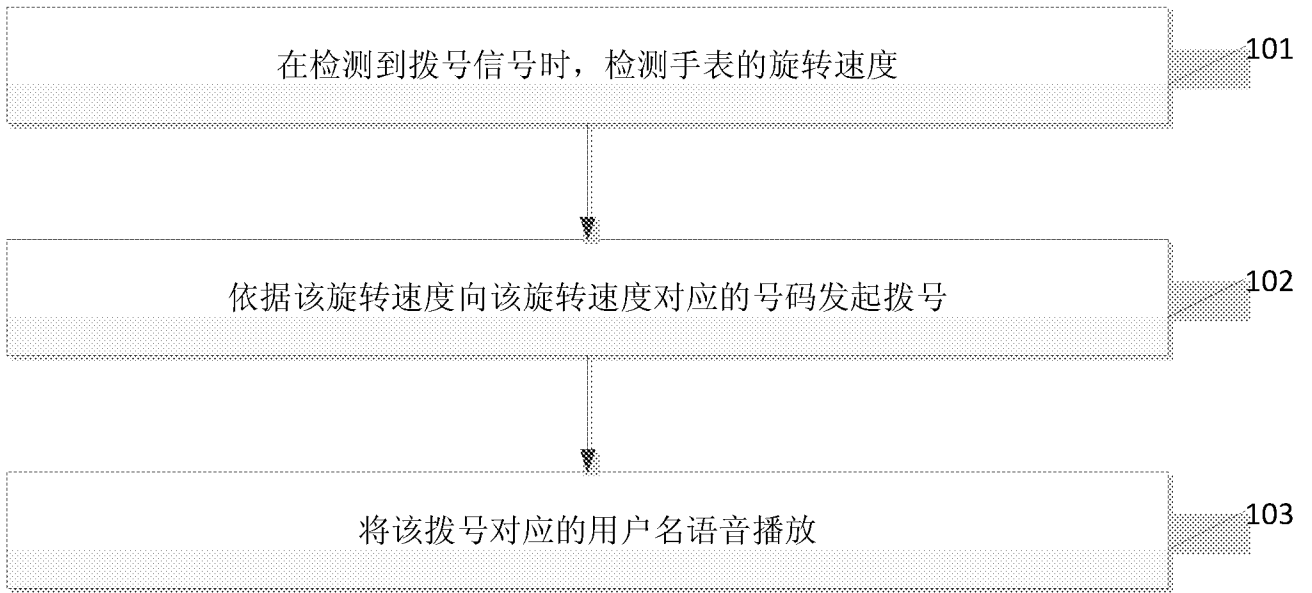 在检测到拨号信号时，检测手表的旋转速度
101
依据该旋转速度向该旋转速度对应的号码发起拨号
102
将该拨号对应的用户名语音播放
103